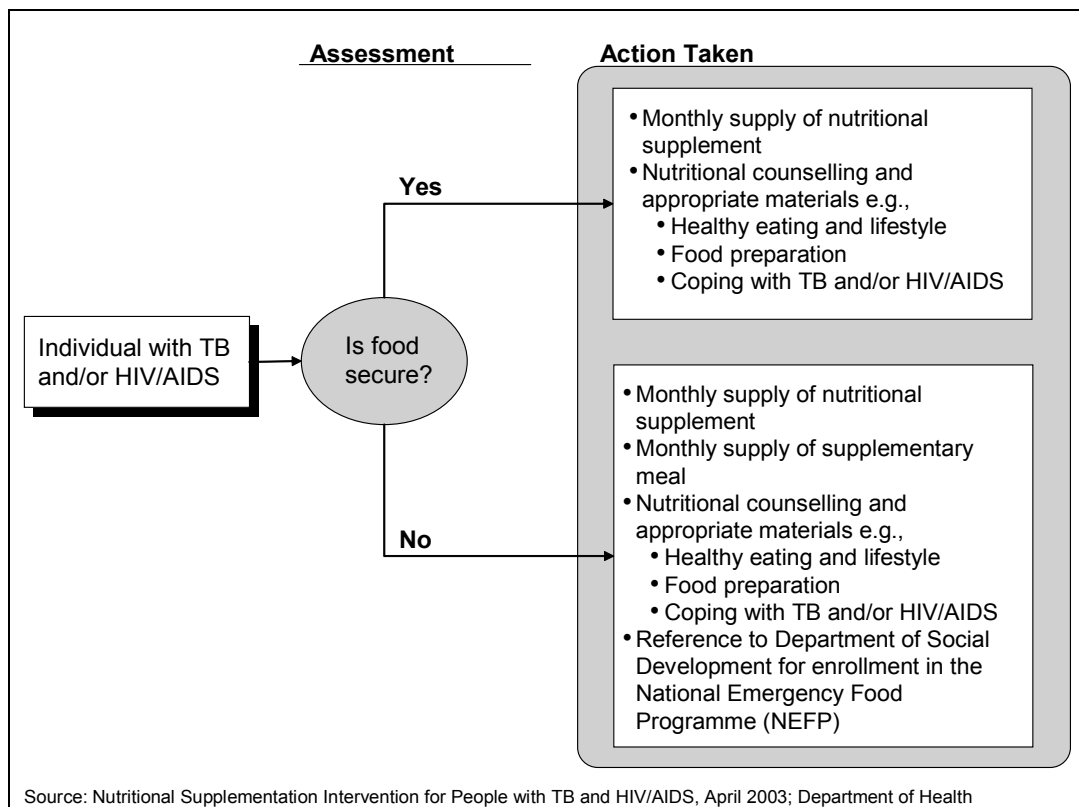 Assessment
Action Taken
• Monthly supply of nutritional
supplement
• Nutritional counselling and
appropriate materials e.g.,
• Healthy eating and lifestyle
• Food preparation
• Coping with TB and/or HIV/AIDS
Yes
Individual with TB
and/or HIV/AIDS
Is food
secure?
No
• Monthly supply of nutritional
supplement
• Monthly supply of supplementary
meal
• Nutritional counselling and
appropriate materials e.g.,
• Healthy eating and lifestyle
• Food preparation
• Coping with TB and/or HIV/AIDS
• Reference to Department of Social
Development for enrollment in the
National Emergency Food
Programme (NEFP)
Source: Nutritional Supplementation Intervention for People with TB and HIV/AIDS, April 2003; Department of Health